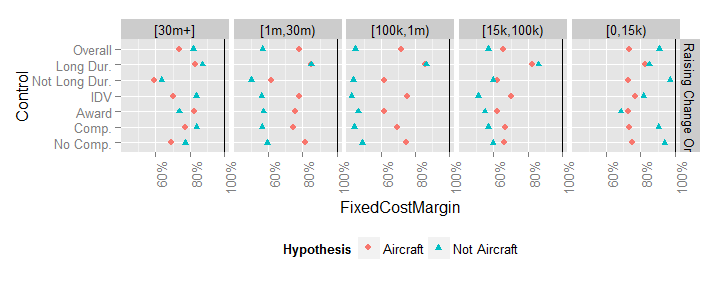 [30m+] [1m,30m) [100k,1m) [15k,100k) [0,15k)
Control
Overall
Long Dur.
Not Long Dur.
IDV
Award
Comp.
No Comp.
Raising Change Or
60% 80% 100% 60% 80% 100% 60% 80% 100% 60% 80% 100% 60% 80% 100%
FixedCostMargin
Hypothesis Aircraft Not Aircraft